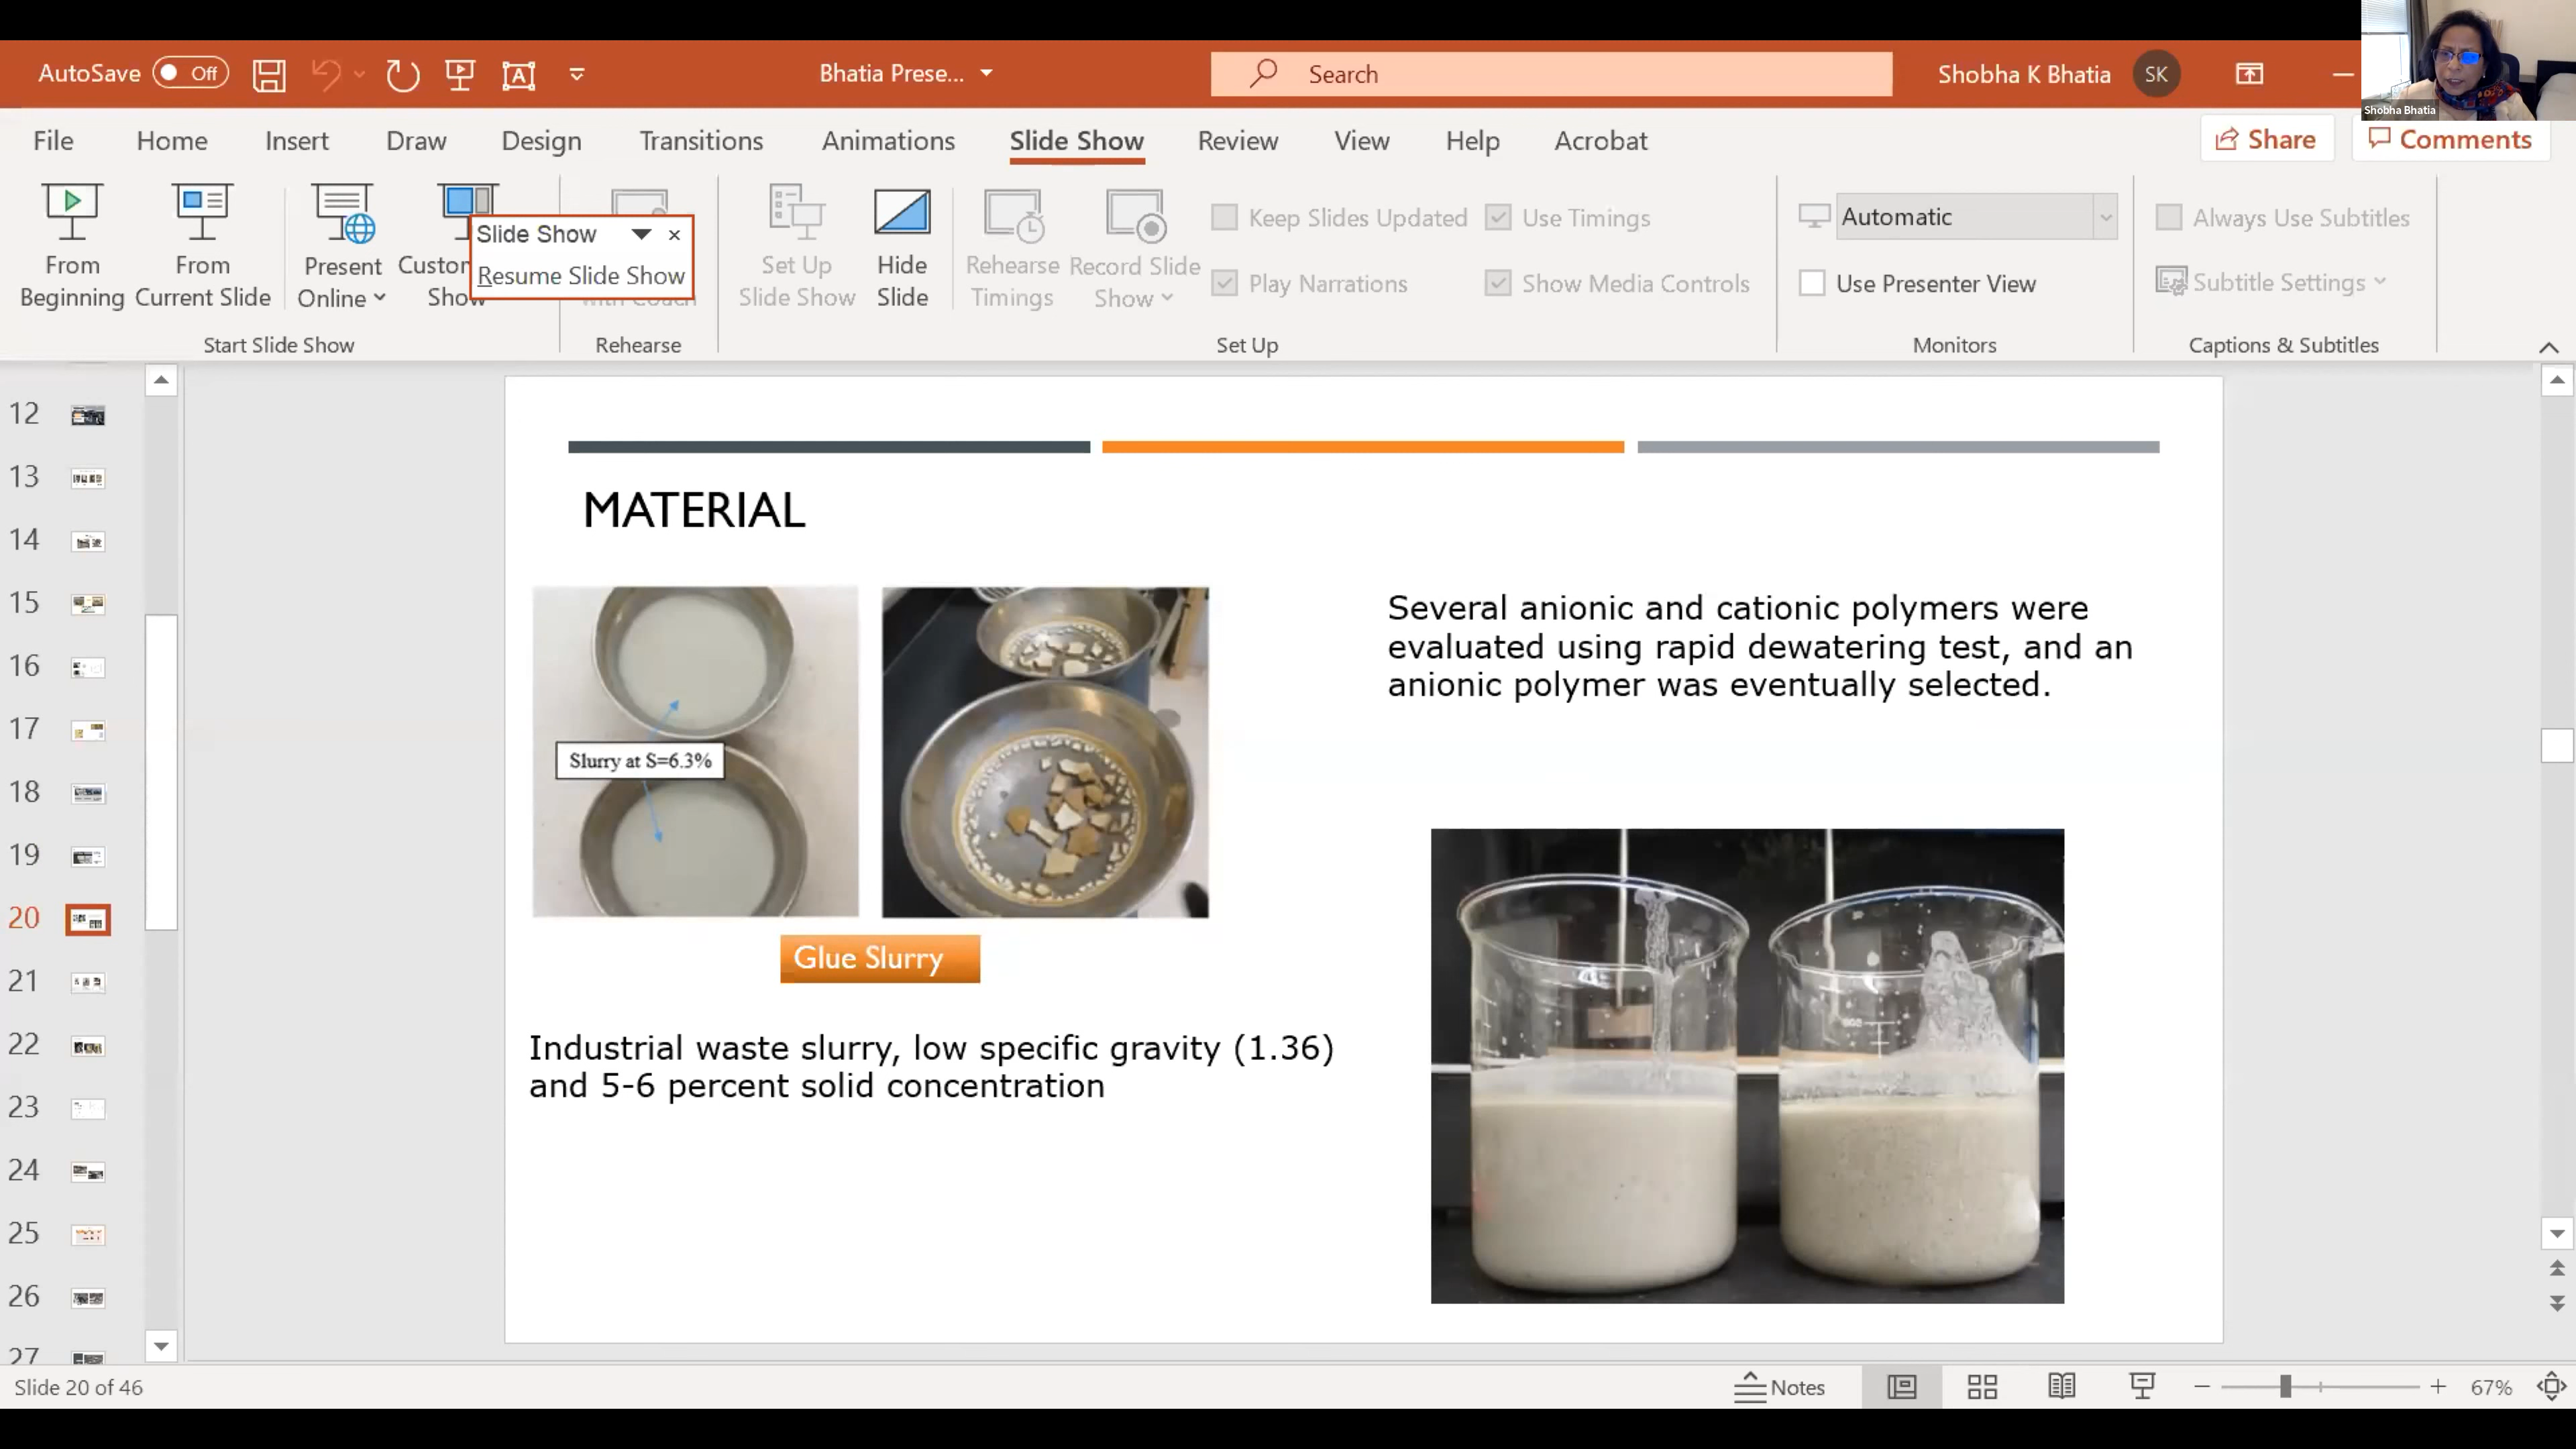 AutoSave Off
Bhatia Prese...
Search
Shobha K Bhatia SK
Shobha Bhatia
File Home Insert Draw Design Transitions Animations Slide Show Review View Help Acrobat
Share Comments
From Beginning
From Current Slide
Present Online
Custom
Show
Slide Show
Resume Slide Show
with Coach
Set Up Slide Show
Hide Slide
Rehearse Timings
Record Slide Show
Keep Slides Updated
Play Narrations
Use Timings
Show Media Controls
Automatic
Use Presenter View
Always Use Subtitles
Subtitle Settings
Start Slide Show
Rehearse
Set Up
Monitors
Captions & Subtitles
12
13
14
15
16
17
18
19
20
21
22
23
24
25
26
27
MATERIAL
Slurry at S=6.3%
Glue Slurry
Industrial waste slurry, low specific gravity (1.36)
and 5-6 percent solid concentration
Several anionic and cationic polymers were
evaluated using rapid dewatering test, and an
anionic polymer was eventually selected.
Slide 20 of 46
Notes
67%